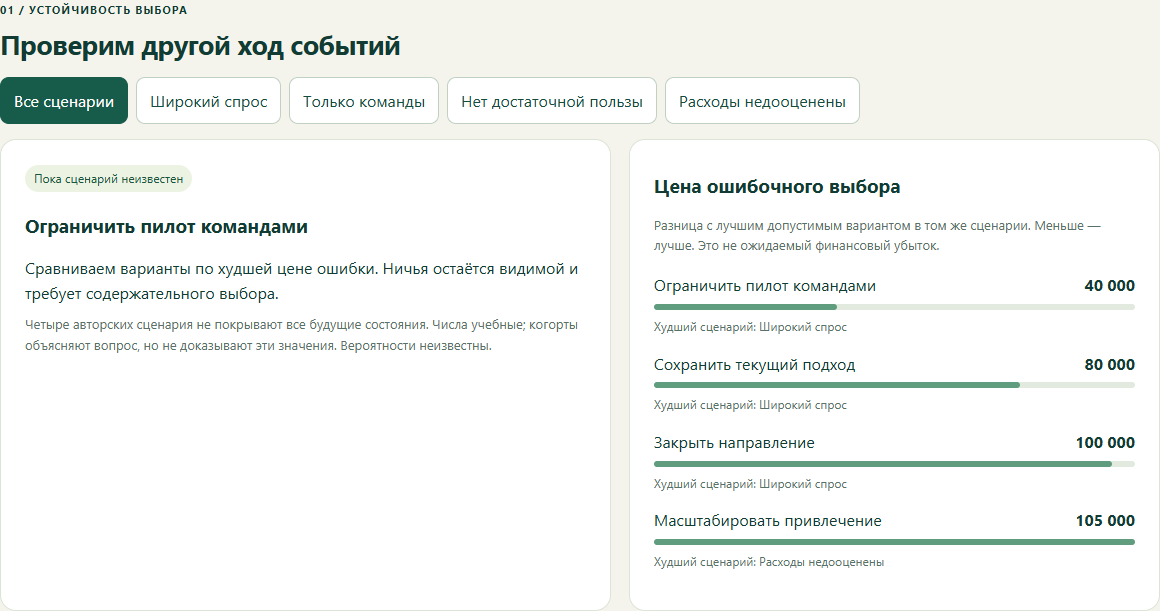 01 / УСТОЙЧИВОСТЬ ВЫБОРА
Проверим другой ход событий
Все сценарии
Широкий спрос
Только команды
Нет достаточной пользы
Расходы недооценены
Пока сценарий неизвестен
Ограничить пилот командами
Сравниваем варианты по худшей цене ошибки. Ничья остаётся видимой и
требует содержательного выбора.
Четыре авторских сценария не покрывают все будущие состояния. Числа учебные; когорты
объясняют вопрос, но не доказывают эти значения. Вероятности неизвестны.
Цена ошибочного выбора
Разница с лучшим допустимым вариантом в том же сценарии. Меньше —
лучше. Это не ожидаемый финансовый убыток.
Ограничить пилот командами 40 000
Худший сценарий: Широкий спрос
Сохранить текущий подход 80 000
Худший сценарий: Широкий спрос
Закрыть направление 100 000
Худший сценарий: Широкий спрос
Масштабировать привлечение 105 000
Худший сценарий: Расходы недооценены